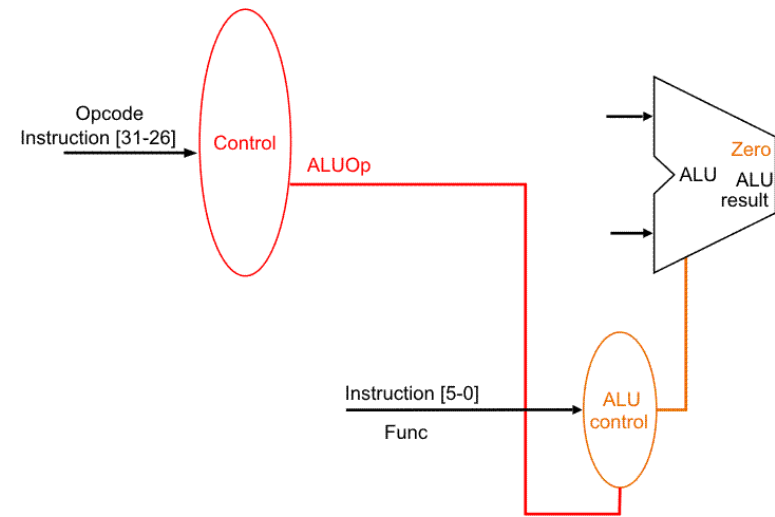 Opcode
Instruction [31-26]
Control
ALUOp
Zero
ALU
ALU
result
Instruction [5-0]
Func
ALU
control